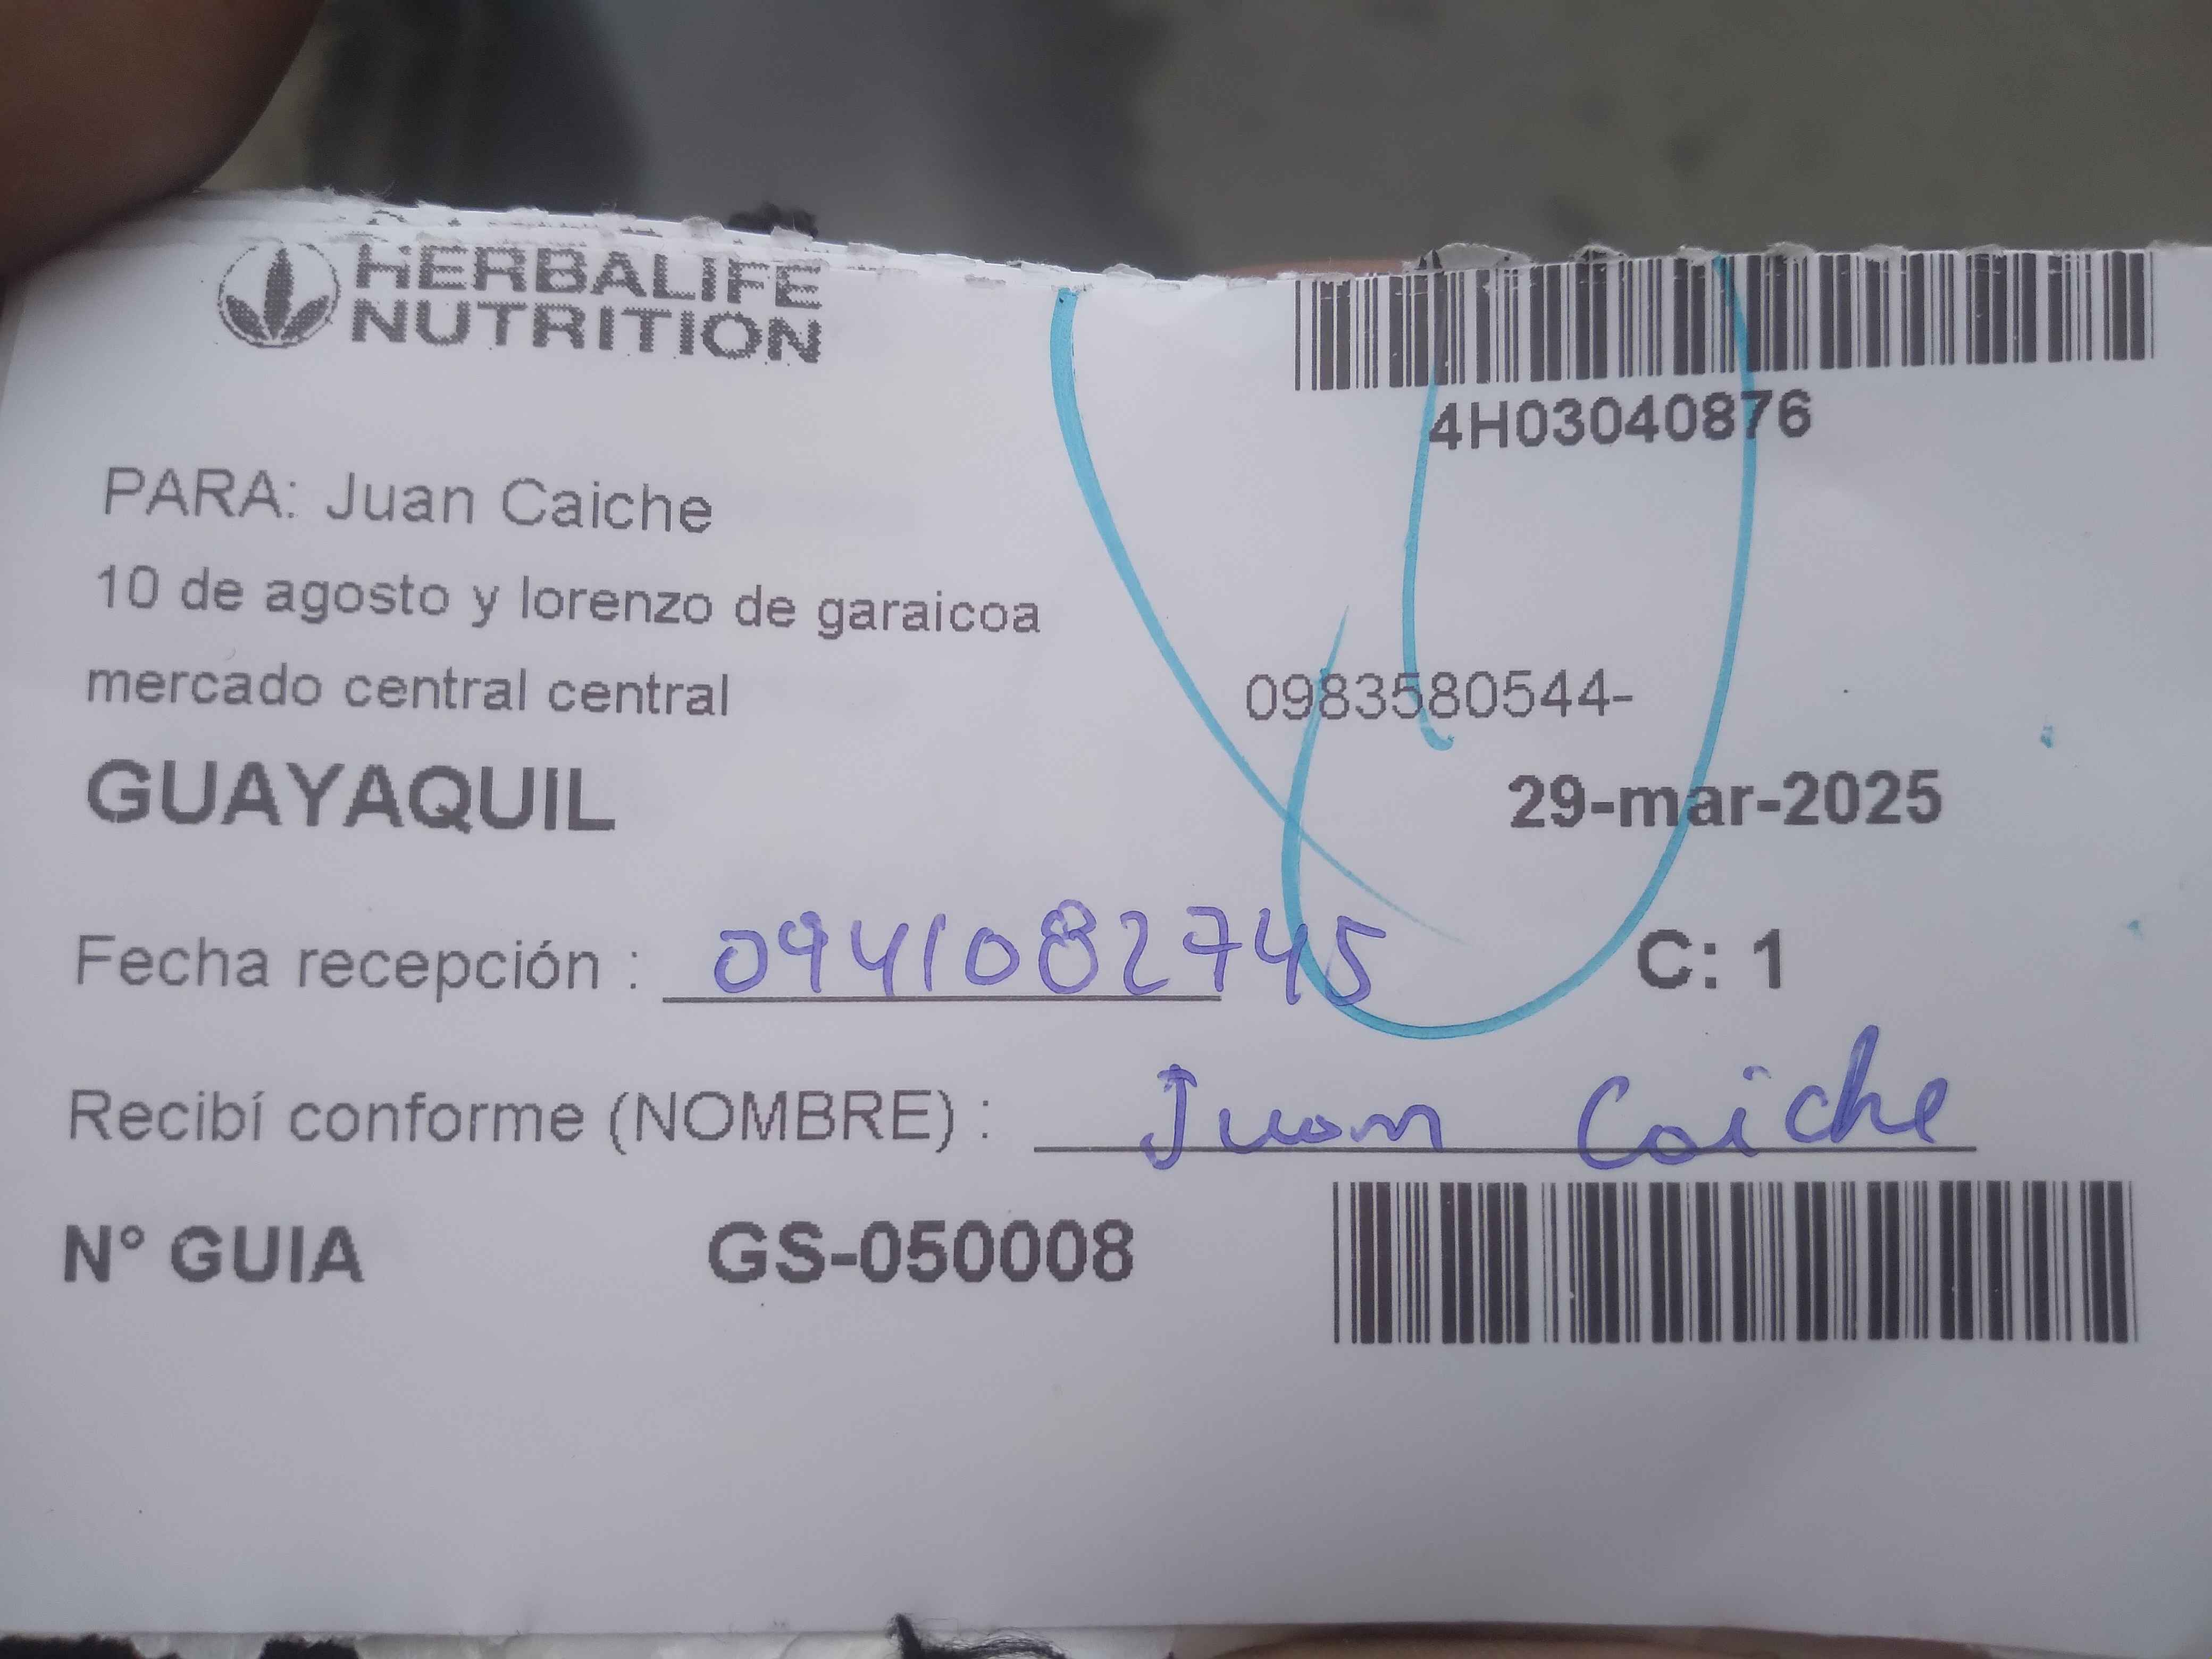 HERBALIFE
NUTRITION
4H03040876
PARA: Juan Caiche
10 de agosto y lorenzo de garaicoa
mercado central central
0983580544-
GUAYAQUIL
29-mar-2025
Fecha recepción : 0941082745
C: 1
Recibí conforme (NOMBRE) : Juan Caiche
N° GUIA GS-050008